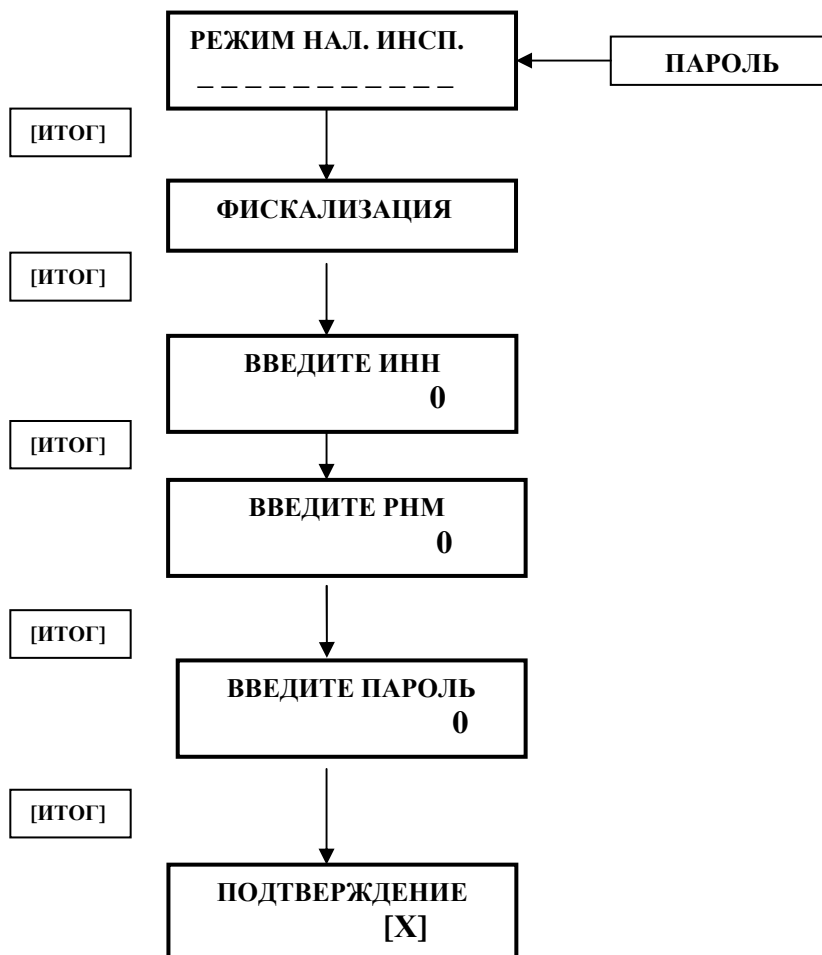 РЕЖИМ НАЛ. ИНСП.
_ _ _ _ _ _ _ _ _ _ _
ПАРОЛЬ
[ИТОГ]
ФИСКАЛИЗАЦИЯ
[ИТОГ]
ВВЕДИТЕ ИНН
0
[ИТОГ]
ВВЕДИТЕ РНМ
0
[ИТОГ]
ВВЕДИТЕ ПАРОЛЬ
0
[ИТОГ]
ПОДТВЕРЖДЕНИЕ
[X]